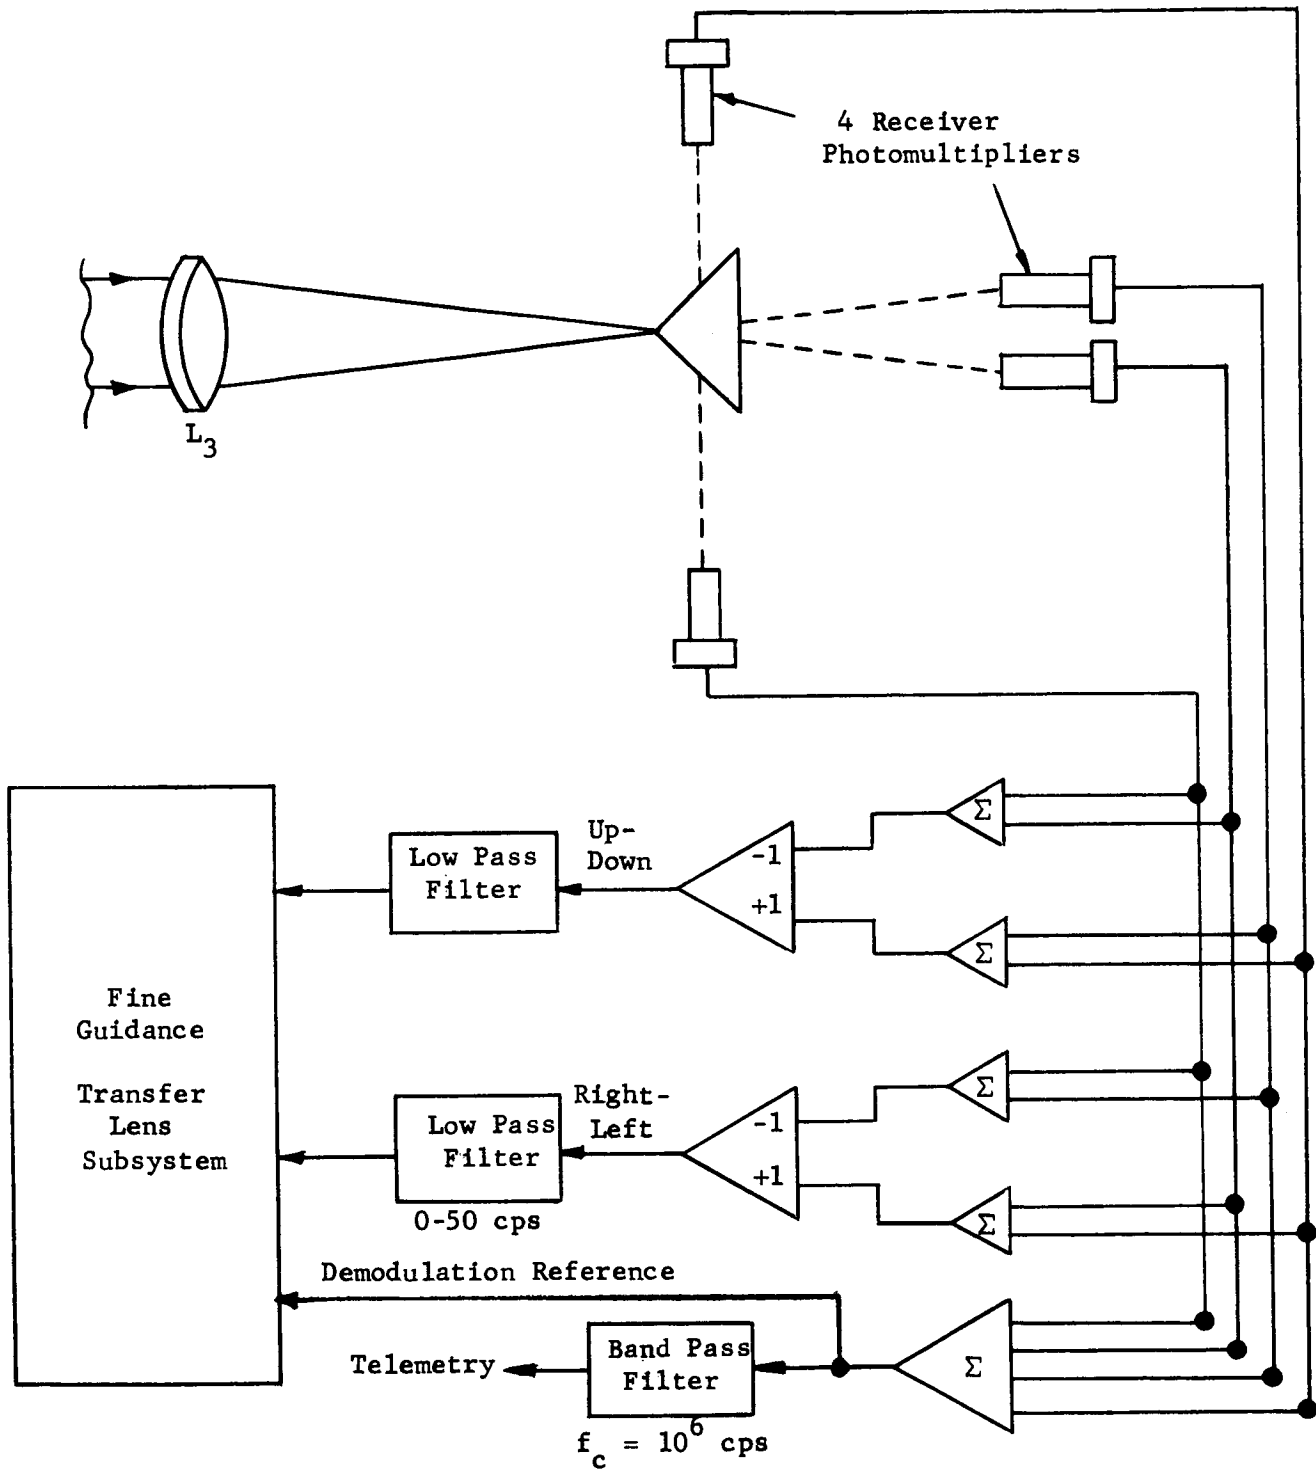 4 Receiver
Photomultipliers
L3
Σ
Up-
Down
-1
+1
Low Pass
Filter
Σ
Fine
Guidance
Transfer
Lens
Subsystem
Σ
Right-
Left
-1
+1
Low Pass
Filter
0-50 cps
Σ
Demodulation Reference
Telemetry
Band Pass
Filter
Σ
f_c = 10^6 cps